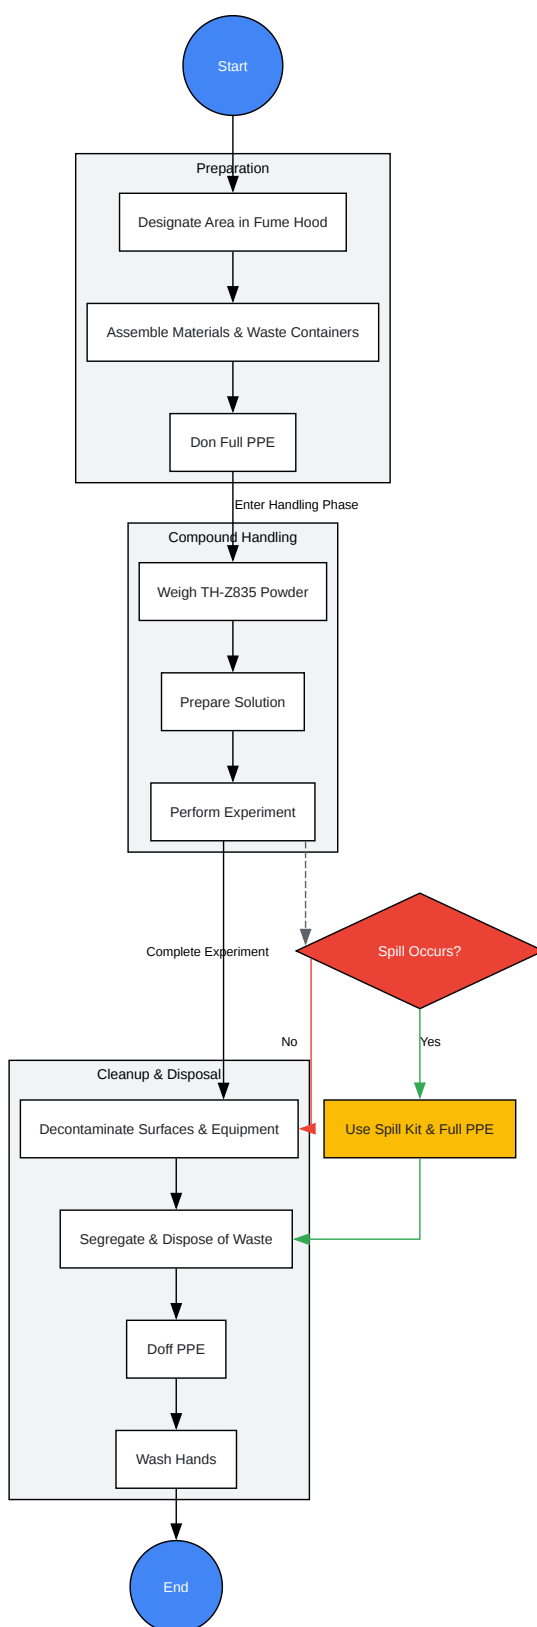 Start
Preparation
Designate Area in Fume Hood
Assemble Materials & Waste Containers
Don Full PPE
Enter Handling Phase
Compound Handling
Weigh TH-Z835 Powder
Prepare Solution
Perform Experiment
Spill Occurs?
Complete Experiment
No
Yes
Cleanup & Disposal
Decontaminate Surfaces & Equipment
Use Spill Kit & Full PPE
Segregate & Dispose of Waste
Doff PPE
Wash Hands
End